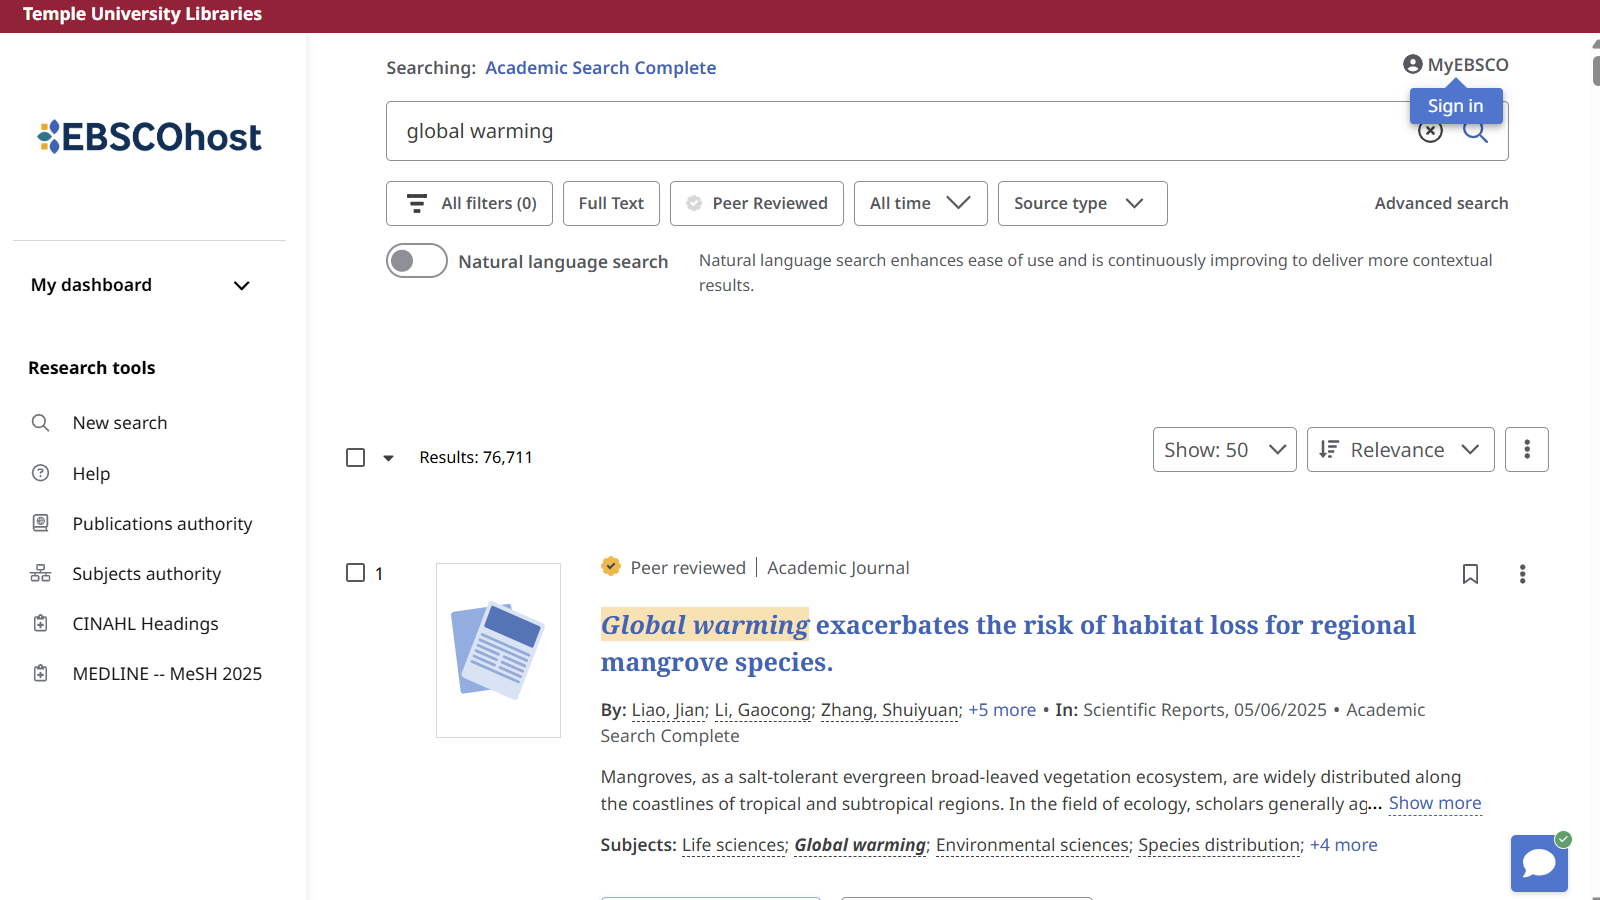 Temple University Libraries
EBSCOhost
My dashboard
Research tools
New search
Help
Publications authority
Subjects authority
CINAHL Headings
MEDLINE -- MeSH 2025
Searching: Academic Search Complete
MyEBSCO
Sign in
global warming
All filters (0)
Full Text
Peer Reviewed
All time
Source type
Advanced search
Natural language search
Natural language search enhances ease of use and is continuously improving to deliver more contextual
results.
Results: 76,711
Show: 50
Relevance
1
Peer reviewed | Academic Journal
Global warming exacerbates the risk of habitat loss for regional
mangrove species.
By: Liao, Jian; Li, Gaocong; Zhang, Shuiyuan; +5 more • In: Scientific Reports, 05/06/2025 • Academic
Search Complete
Mangroves, as a salt-tolerant evergreen broad-leaved vegetation ecosystem, are widely distributed along
the coastlines of tropical and subtropical regions. In the field of ecology, scholars generally ag... Show more
Subjects: Life sciences; Global warming; Environmental sciences; Species distribution; +4 more